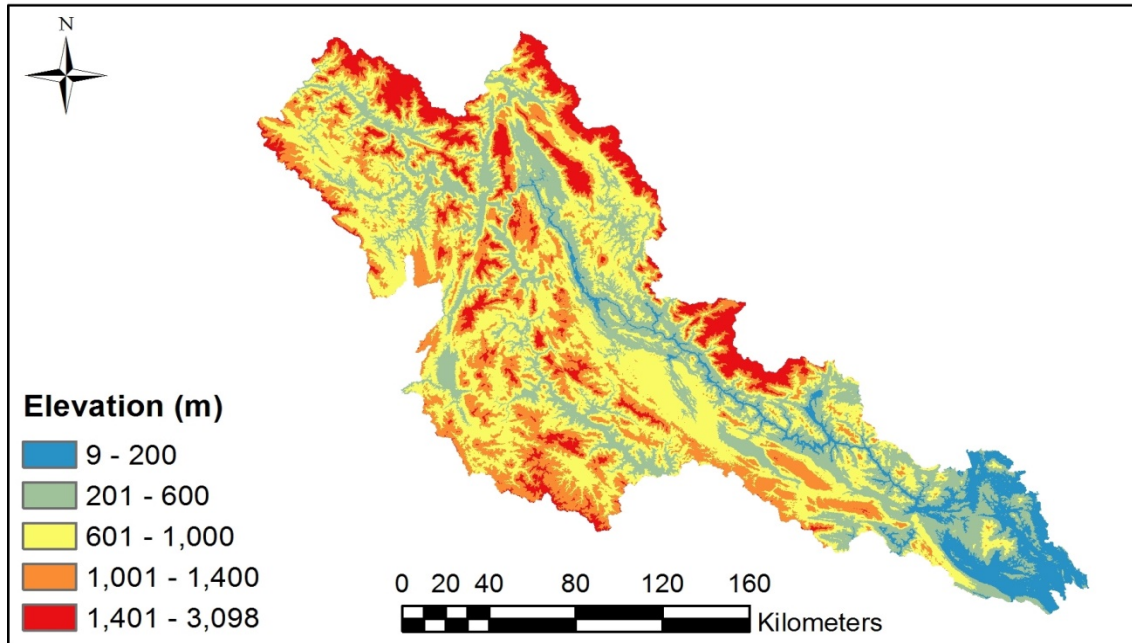 N
Elevation (m)
9 - 200
201 - 600
601 - 1,000
1,001 - 1,400
1,401 - 3,098
0 20 40 80 120 160
Kilometers